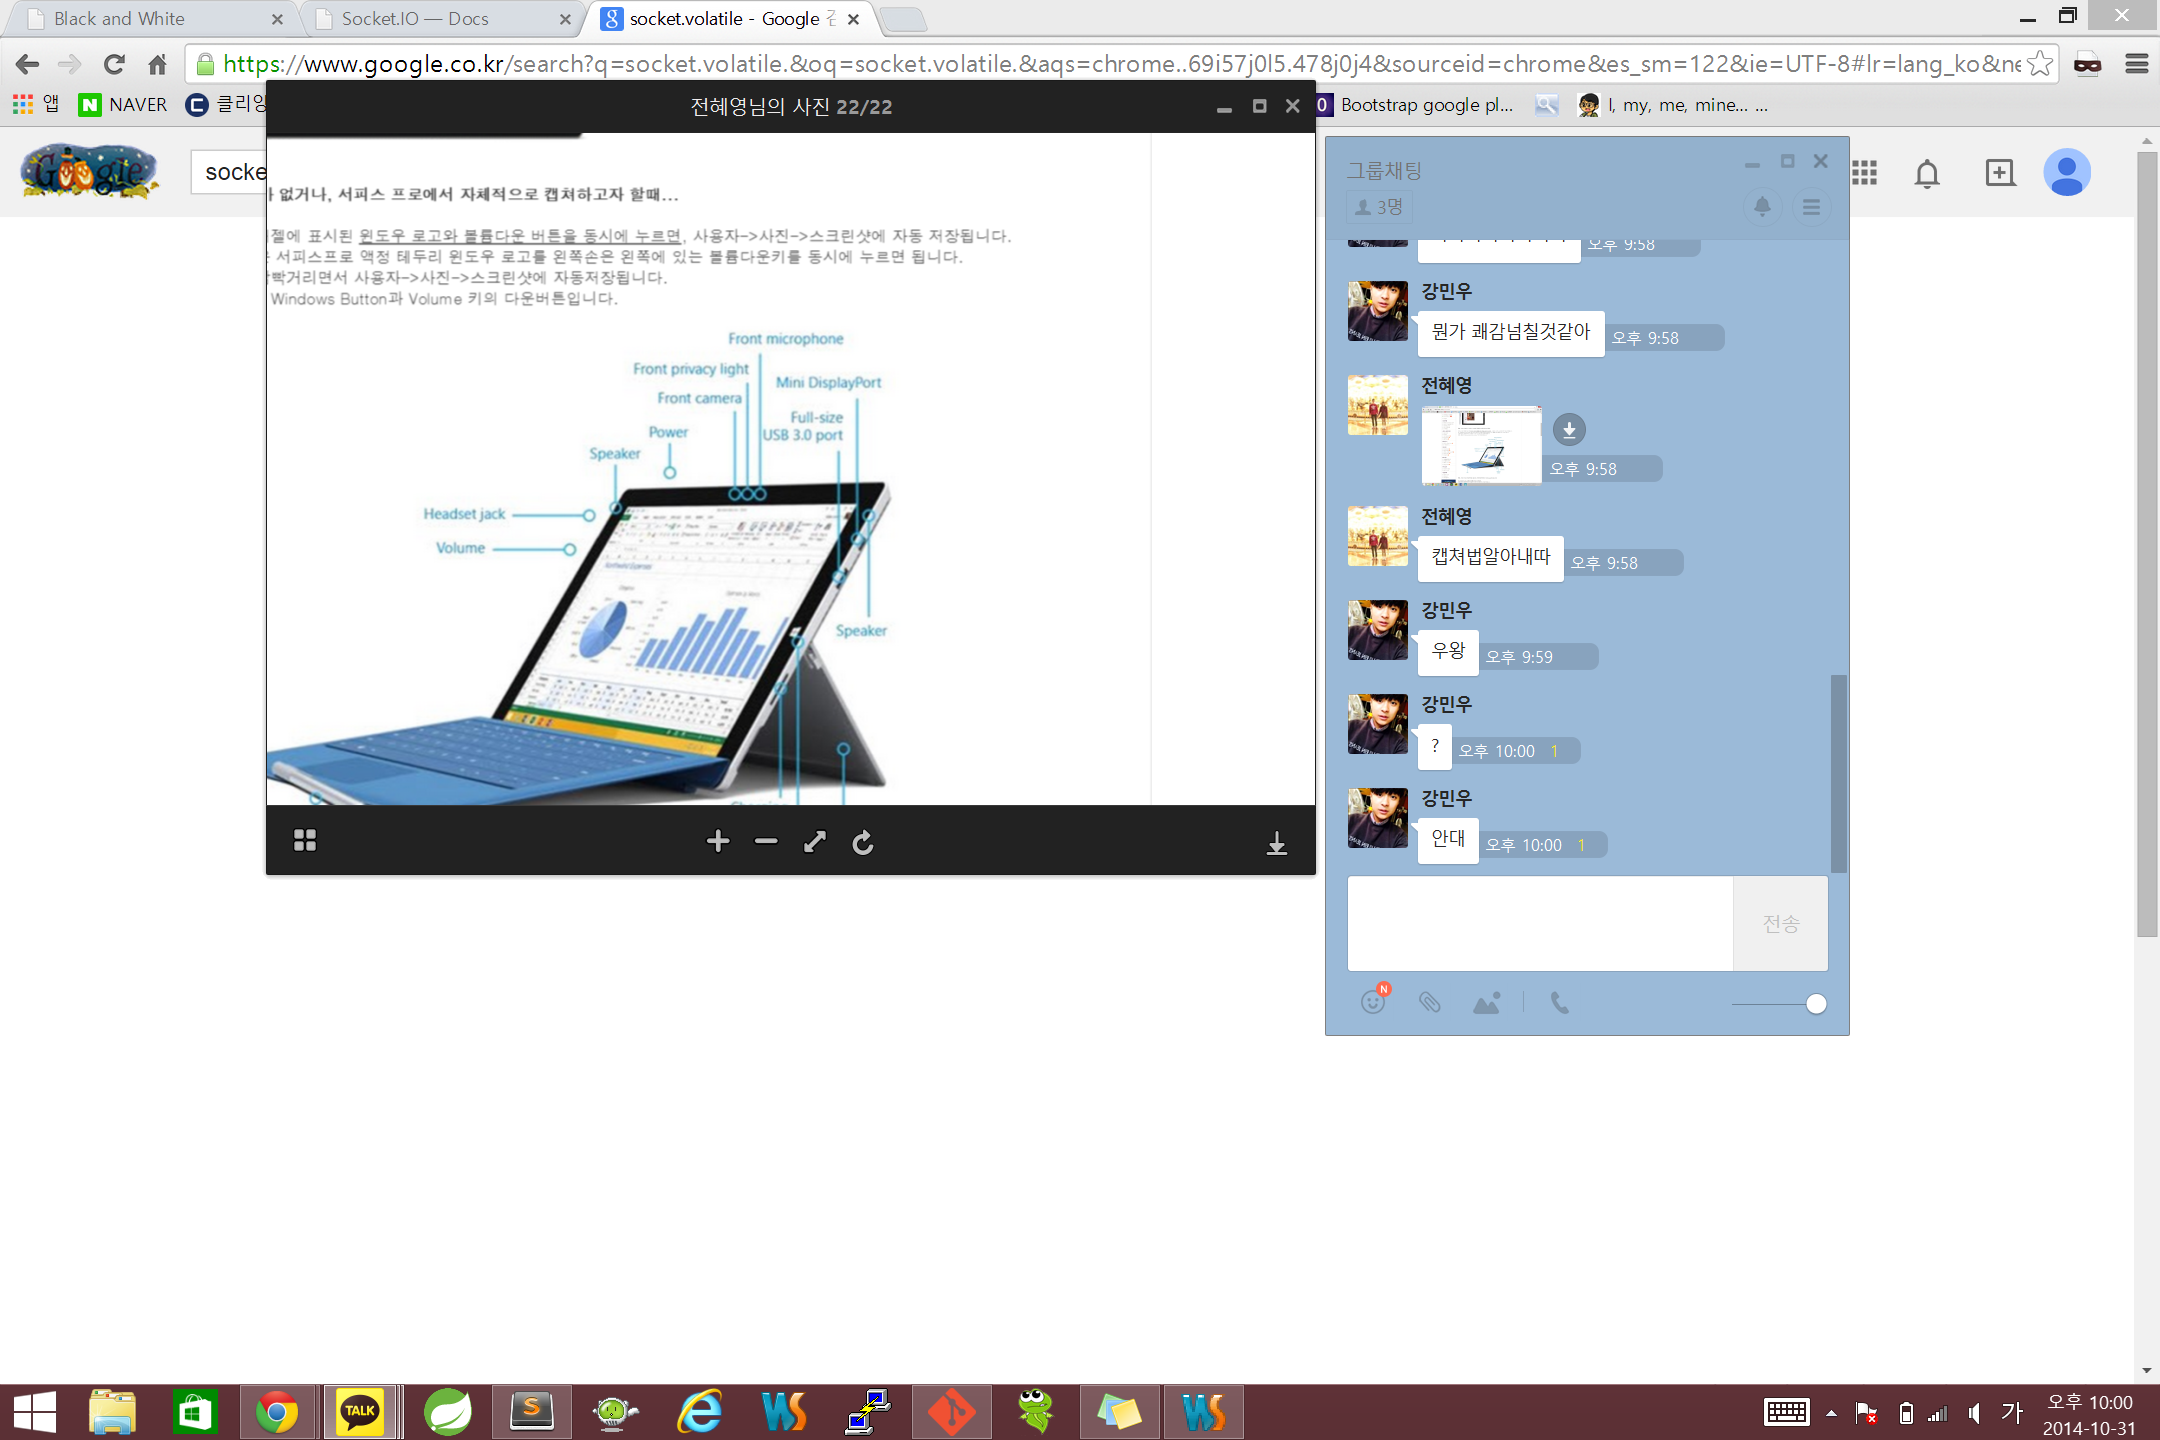 Black and White
Socket.IO — Docs
socket.volatile - Google
https://www.google.co.kr/search?q=socket.volatile.&oq=socket.volatile.&aqs=chrome..69i57j0l5.478j0j4&sourceid=chrome&es_sm=122&ie=UTF-8#lr=lang_ko&ne
앱
NAVER
클리앙
Bootstrap google pl...
I, my, me, mine... ...
Google
socke
전혜영님의 사진 22/22
없거나, 서피스 프로에서 자체적으로 캡쳐하고자 할때...
젤에 표시된 윈도우 로고와 볼륨다운 버튼을 동시에 누르면, 사용자->사진->스크린샷에 자동 저장됩니다.
서피스프로 액정 테두리 윈도우 로고를 왼쪽손은 왼쪽에 있는 볼륨다운키를 동시에 누르면 됩니다.
빡거리면서 사용자->사진->스크린샷에 자동저장됩니다.
Windows Button과 Volume 키의 다운버튼입니다.
Front microphone
Front privacy light
Mini DisplayPort
Front camera
Full-size
USB 3.0 port
Power
Speaker
Headset jack
Volume
Speaker
그룹채팅
3명
오후 9:58
강민우
뭔가 쾌감넘칠것같아
오후 9:58
전혜영
오후 9:58
전혜영
캡쳐법알아내따
오후 9:58
강민우
우왕
오후 9:59
강민우
?
오후 10:00 1
강민우
안대
오후 10:00 1
전송
N
TALK
가
오후 10:00
2014-10-31